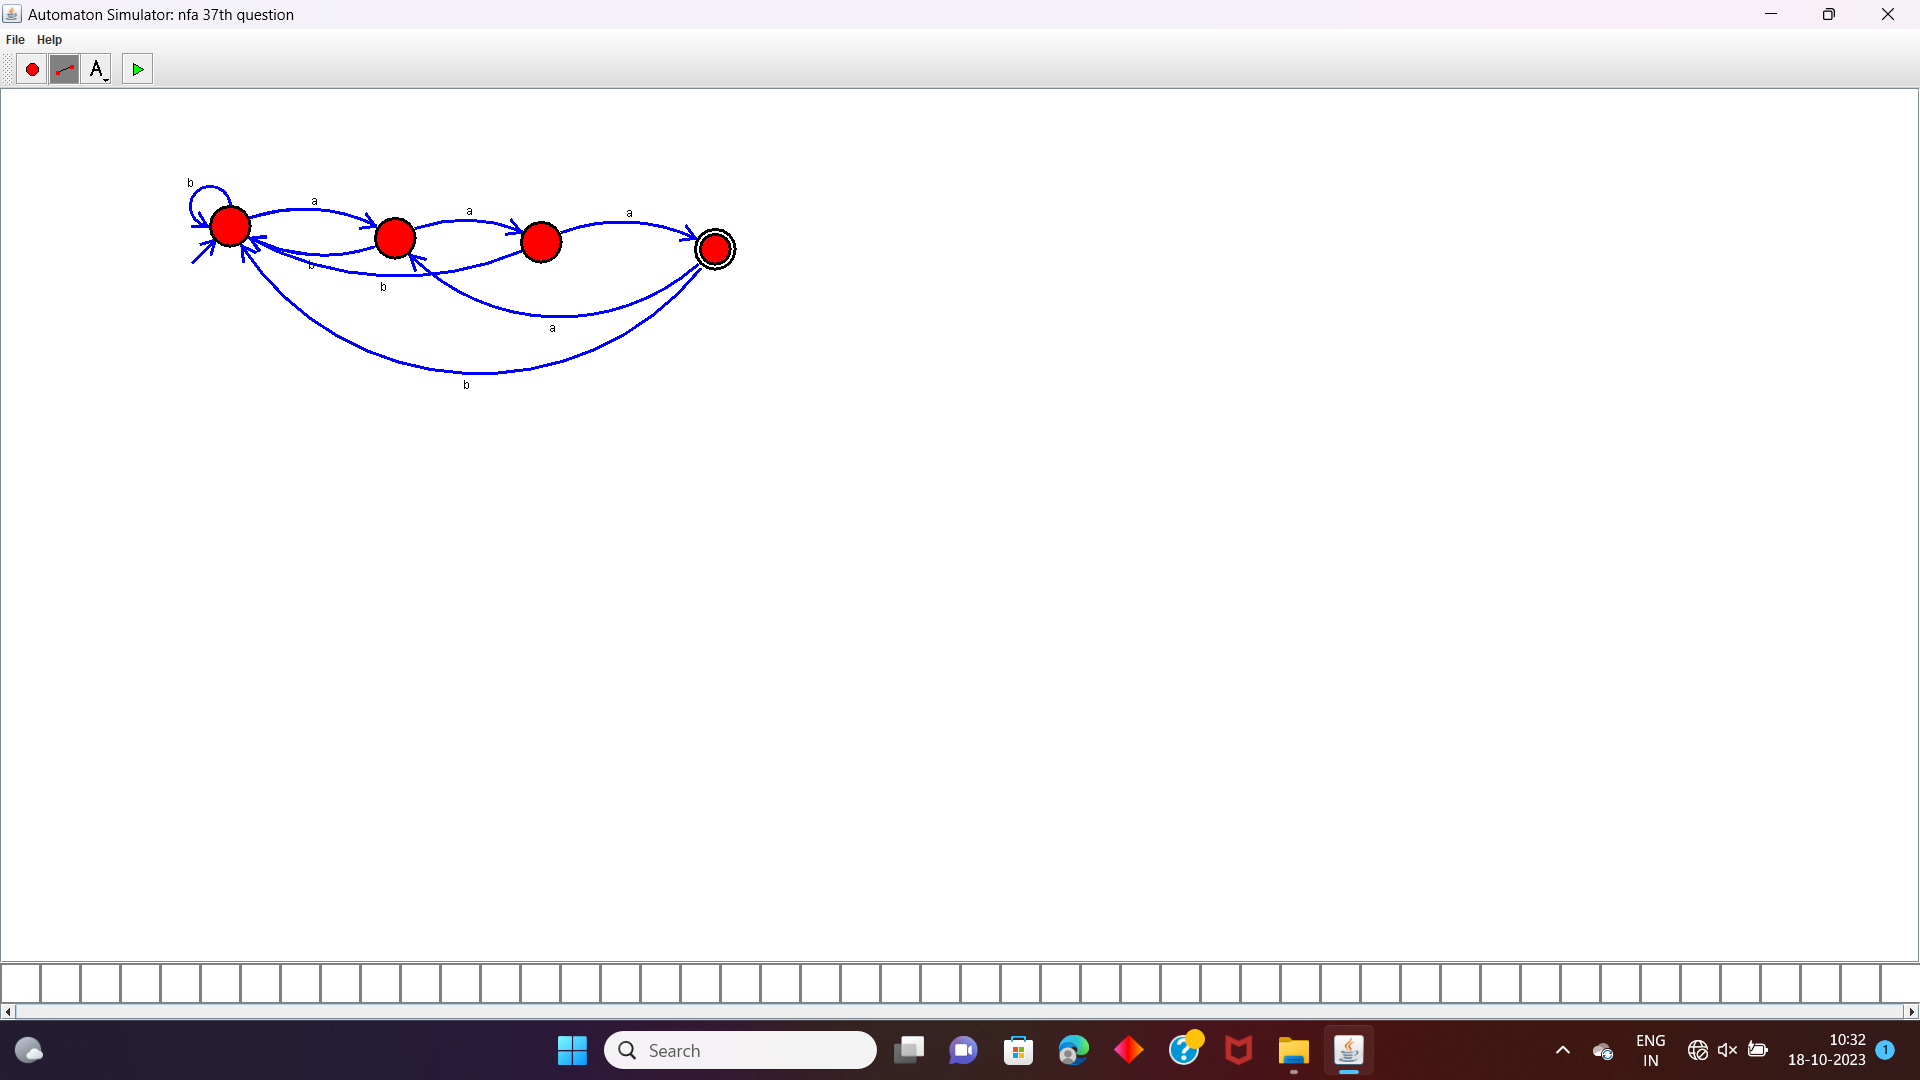 Automaton Simulator: nfa 37th question
File Help
A
b
a
a
a
b
b
a
b
Search
ENG
IN
10:32
18-10-2023
1